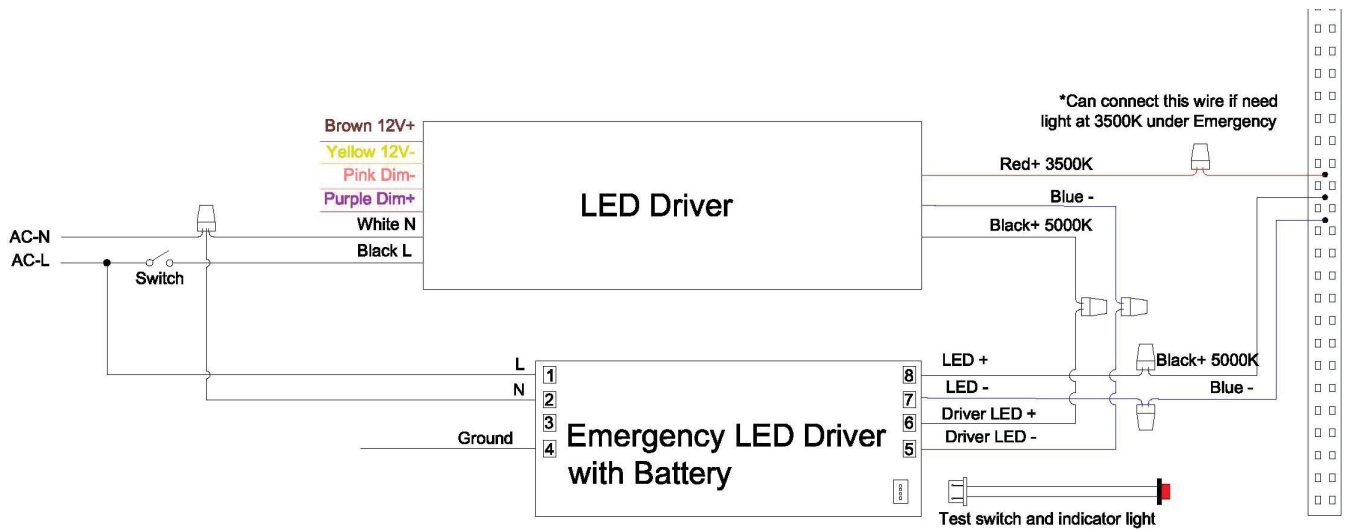 *Can connect this wire if need
light at 3500K under Emergency
Brown 12V+
Yellow 12V-
Pink Dim-
Purple Dim+
White N
Black L
AC-N
AC-L
Switch
LED Driver
Red+ 3500K
Blue -
Black+ 5000K
L
N
Ground
1
2
3
4
Emergency LED Driver
with Battery
8
7
6
5
LED +
LED -
Driver LED +
Driver LED -
Black+ 5000K
Blue -
Test switch and indicator light